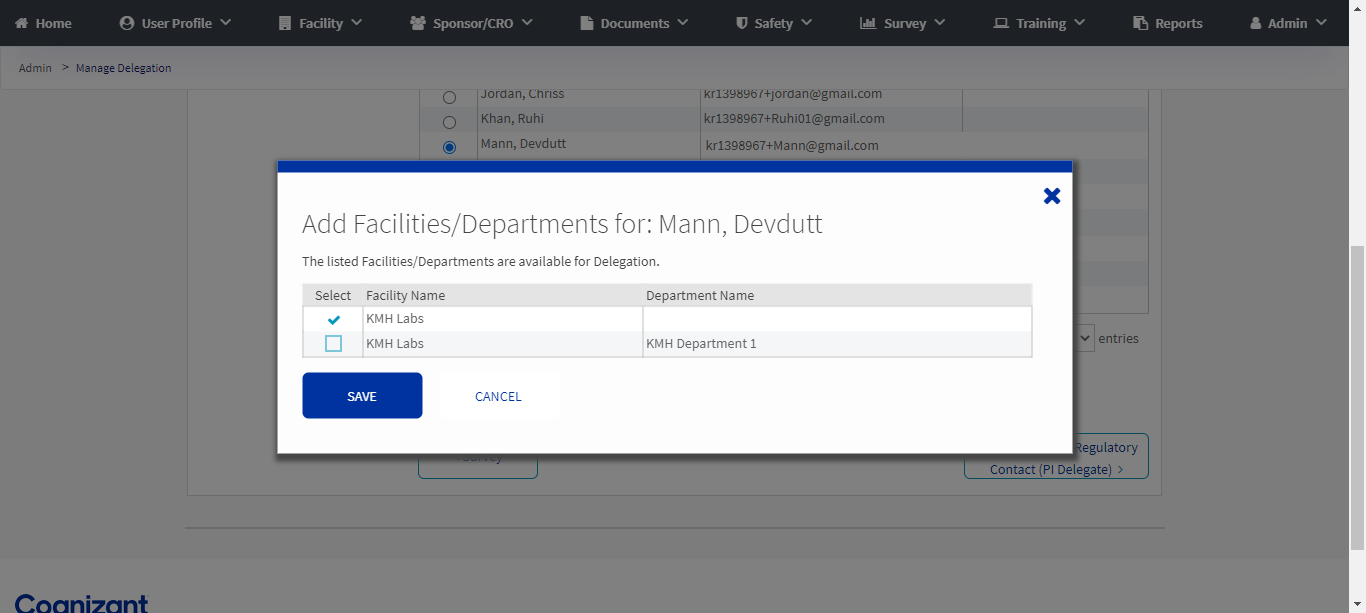 Home User Profile Facility Sponsor/CRO Documents Safety Survey Training Reports Admin
Admin > Manage Delegation
Jordan, Chriss kr1398967+jordan@gmail.com
Khan, Ruhi kr1398967+Ruhi01@gmail.com
Mann, Devdutt kr1398967+Mann@gmail.com
Add Facilities/Departments for: Mann, Devdutt
The listed Facilities/Departments are available for Delegation.
Select Facility Name Department Name
KMH Labs
KMH Labs KMH Department 1
entries
SAVE CANCEL
Regulatory
Survey
Contact (PI Delegate) >
Cognizant